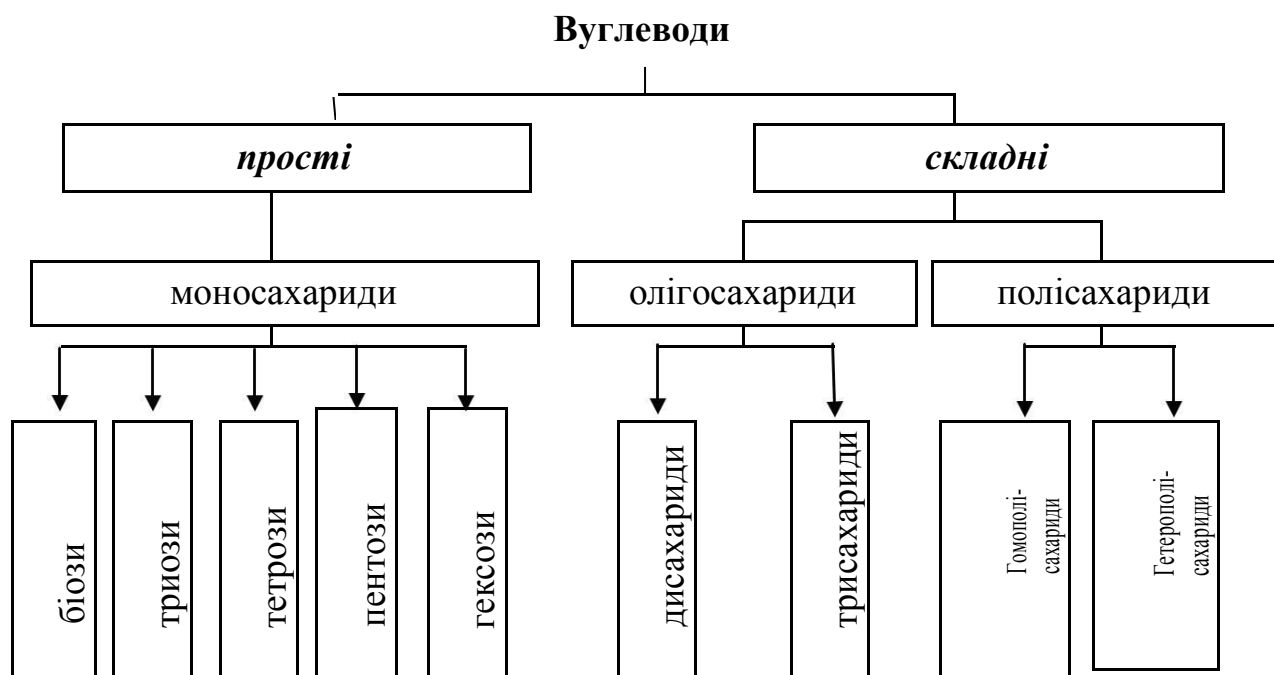 Вуглеводи
прості
складні
моносахариди
олігосахариди
полісахариди
біози
триози
тетрози
пентози
гексози
дисахариди
трисахариди
Гомополі-
сахариди
Гетерополі-
сахариди